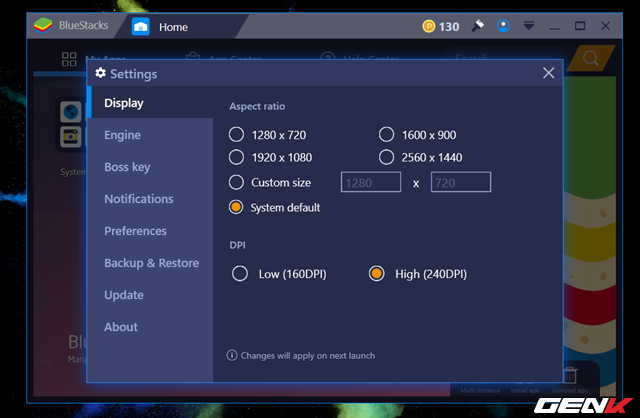 BlueStacks
Home
130
My Apps
App Center
Help Center
Search
Settings
Display
Engine
Boss key
Notifications
Preferences
Backup & Restore
Update
About
Aspect ratio
1280 x 720
1600 x 900
1920 x 1080
2560 x 1440
Custom size
1280 x 720
System default
DPI
Low (160DPI)
High (240DPI)
Changes will apply on next launch
System
Blu
Mang
Multi instance
Install apk
Uninstall app
GENK